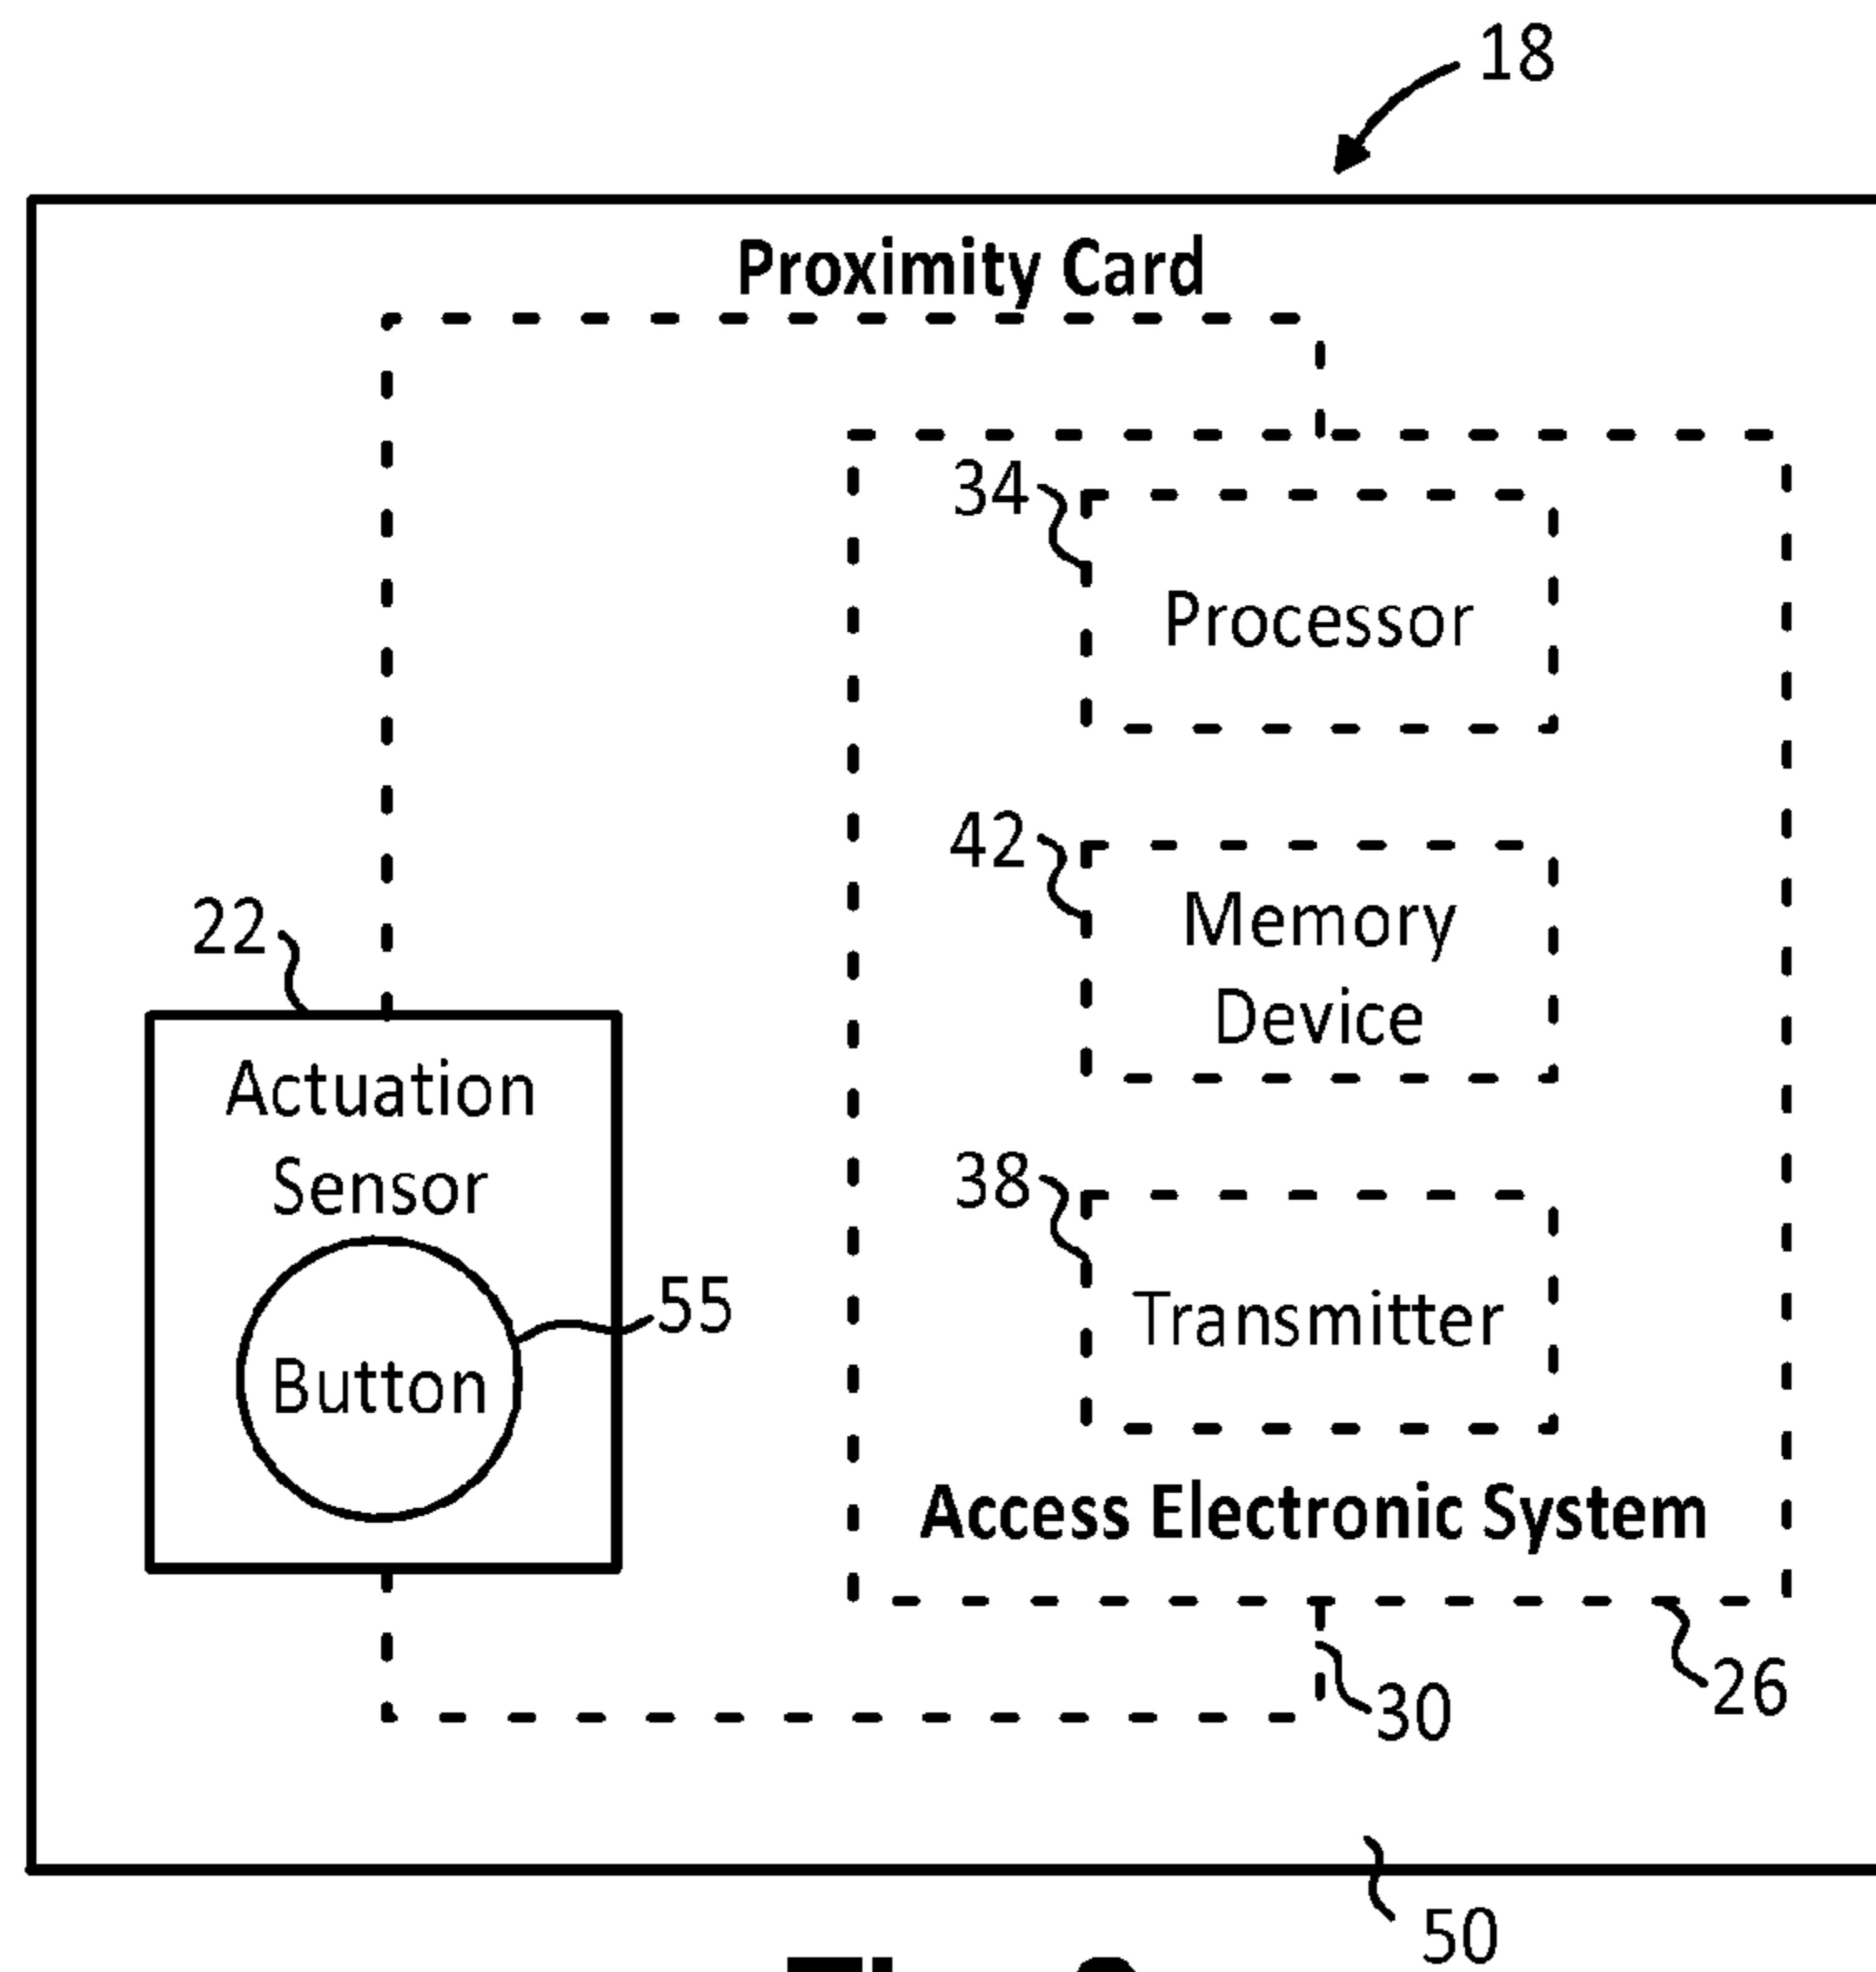 18
Proximity Card
34
Processor
42
Memory
Device
22
Actuation
Sensor
38
Transmitter
55
Button
Access Electronic System
26
30
50